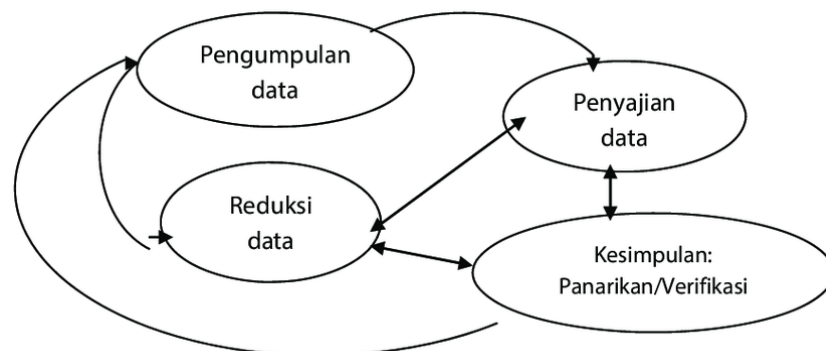 Pengumpulan
data
Penyajian
data
Reduksi
data
Kesimpulan:
Panarikan/Verifikasi